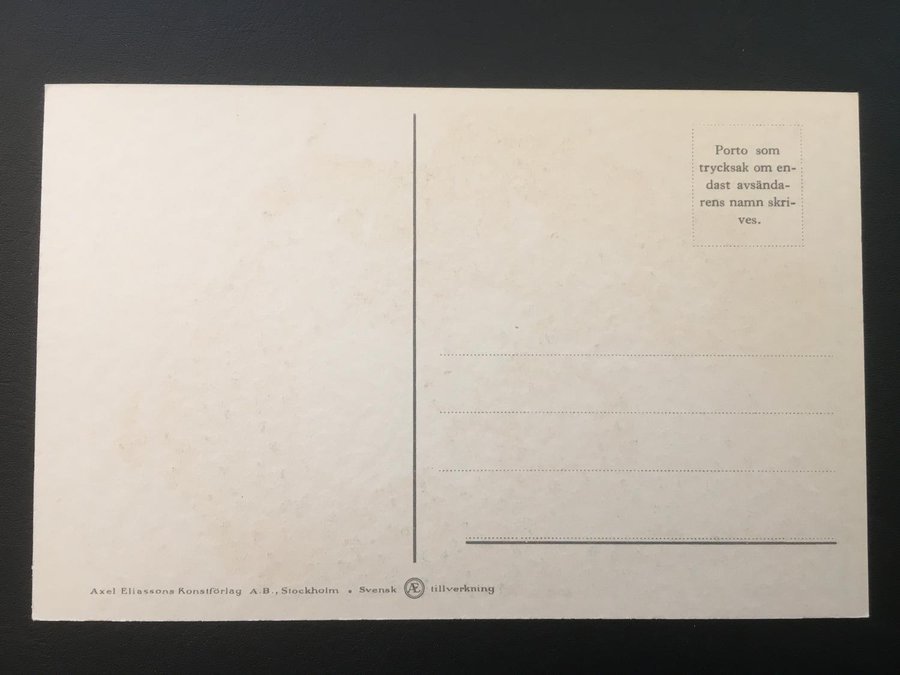 Porto som
trycksak om en-
dast avsända-
rens namn skri-
ves.
Axel Eliassons Konstförlag A.B., Stockholm • Svensk Æ tillverkning